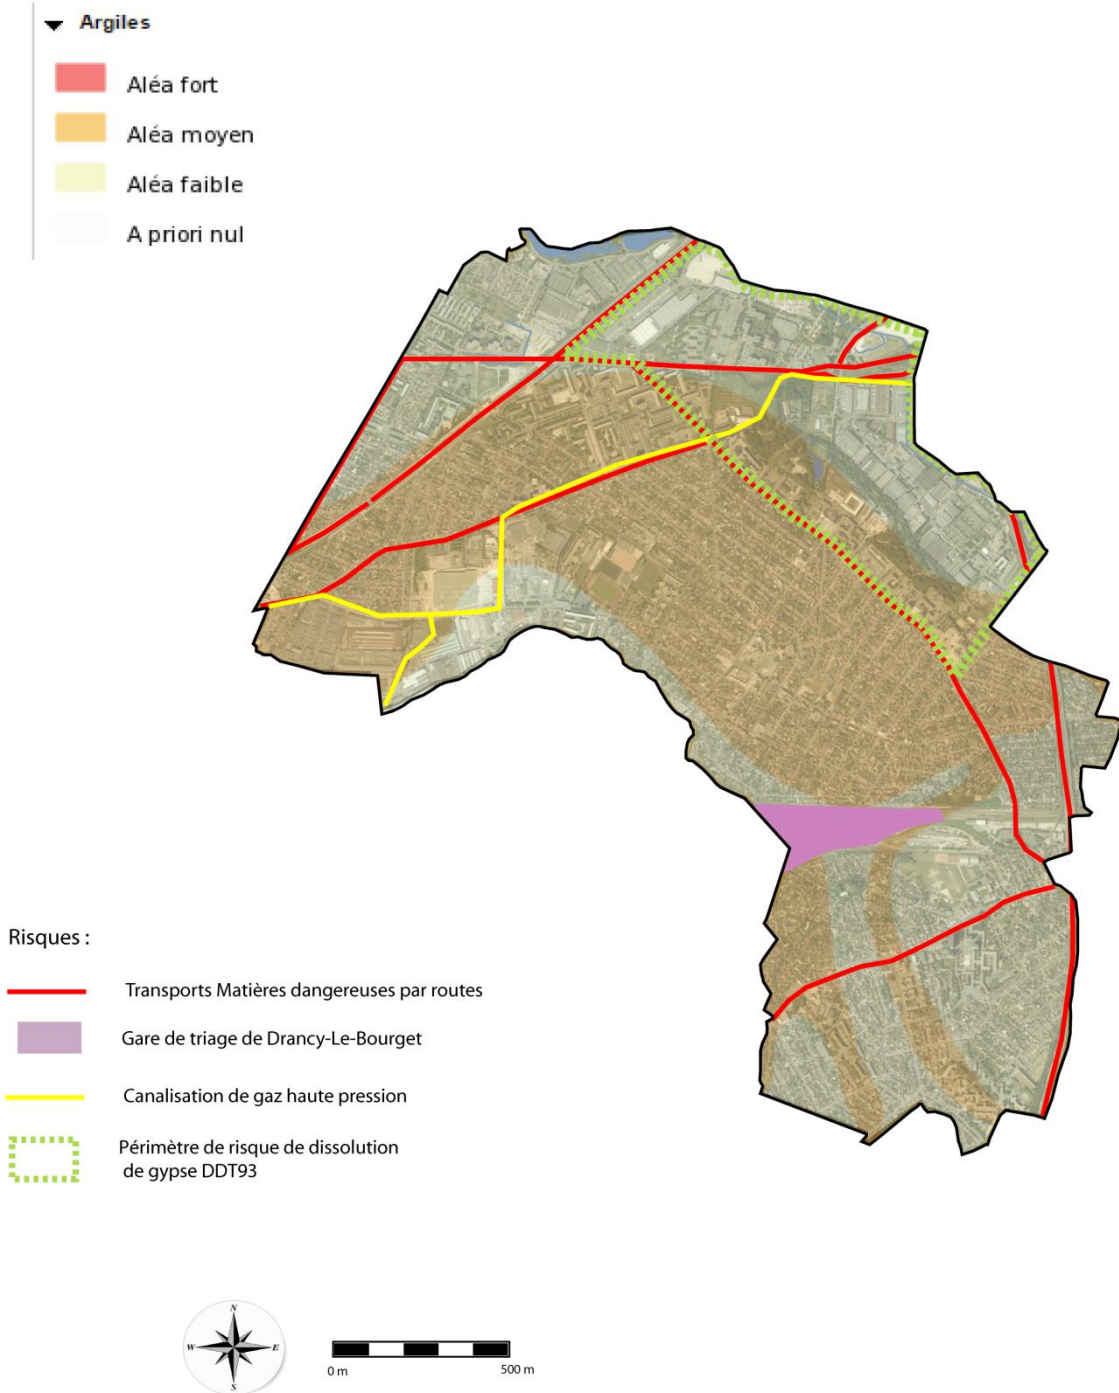 Argiles
Aléa fort
Aléa moyen
Aléa faible
A priori nul
Risques :
Transports Matières dangereuses par routes
Gare de triage de Drancy-Le-Bourget
Canalisation de gaz haute pression
Périmètre de risque de dissolution
de gypse DDT93
N
W E
S
0 m 500 m